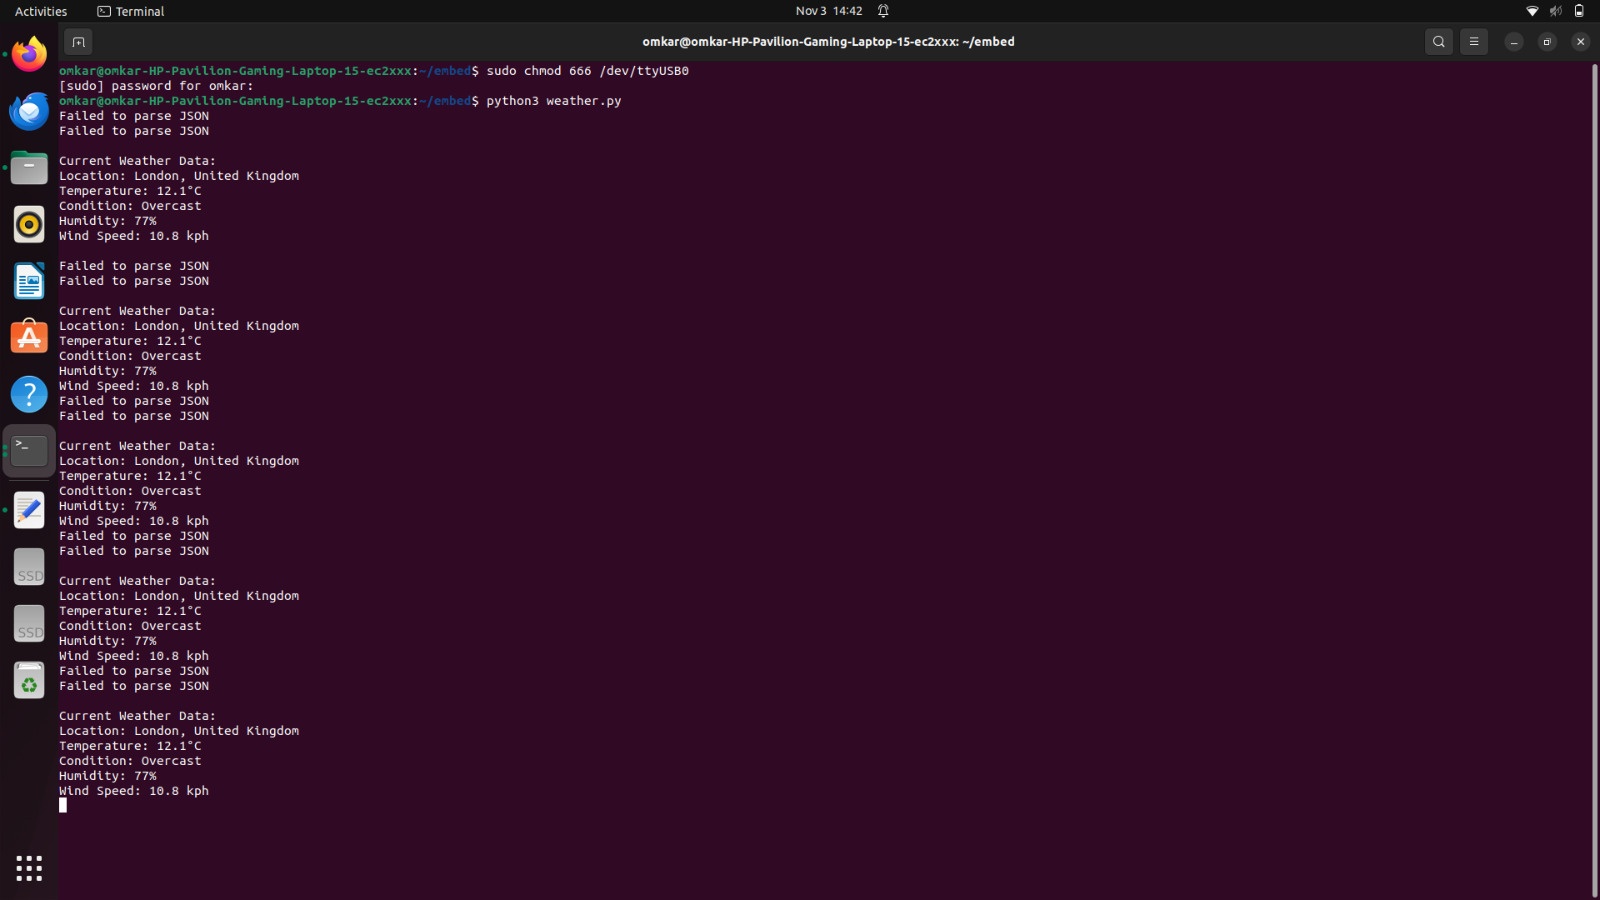 Activities
Terminal
Nov 3 14:42
omkar@omkar-HP-Pavilion-Gaming-Laptop-15-ec2xxx: ~/embed
omkar@omkar-HP-Pavilion-Gaming-Laptop-15-ec2xxx:~/embed$ sudo chmod 666 /dev/ttyUSB0
[sudo] password for omkar:
omkar@omkar-HP-Pavilion-Gaming-Laptop-15-ec2xxx:~/embed$ python3 weather.py
Failed to parse JSON
Failed to parse JSON
Current Weather Data:
Location: London, United Kingdom
Temperature: 12.1°C
Condition: Overcast
Humidity: 77%
Wind Speed: 10.8 kph
Failed to parse JSON
Failed to parse JSON
Current Weather Data:
Location: London, United Kingdom
Temperature: 12.1°C
Condition: Overcast
Humidity: 77%
Wind Speed: 10.8 kph
Failed to parse JSON
Failed to parse JSON
Current Weather Data:
Location: London, United Kingdom
Temperature: 12.1°C
Condition: Overcast
Humidity: 77%
Wind Speed: 10.8 kph
Failed to parse JSON
Failed to parse JSON
Current Weather Data:
Location: London, United Kingdom
Temperature: 12.1°C
Condition: Overcast
Humidity: 77%
Wind Speed: 10.8 kph
Failed to parse JSON
Failed to parse JSON
Current Weather Data:
Location: London, United Kingdom
Temperature: 12.1°C
Condition: Overcast
Humidity: 77%
Wind Speed: 10.8 kph
SSD
SSD